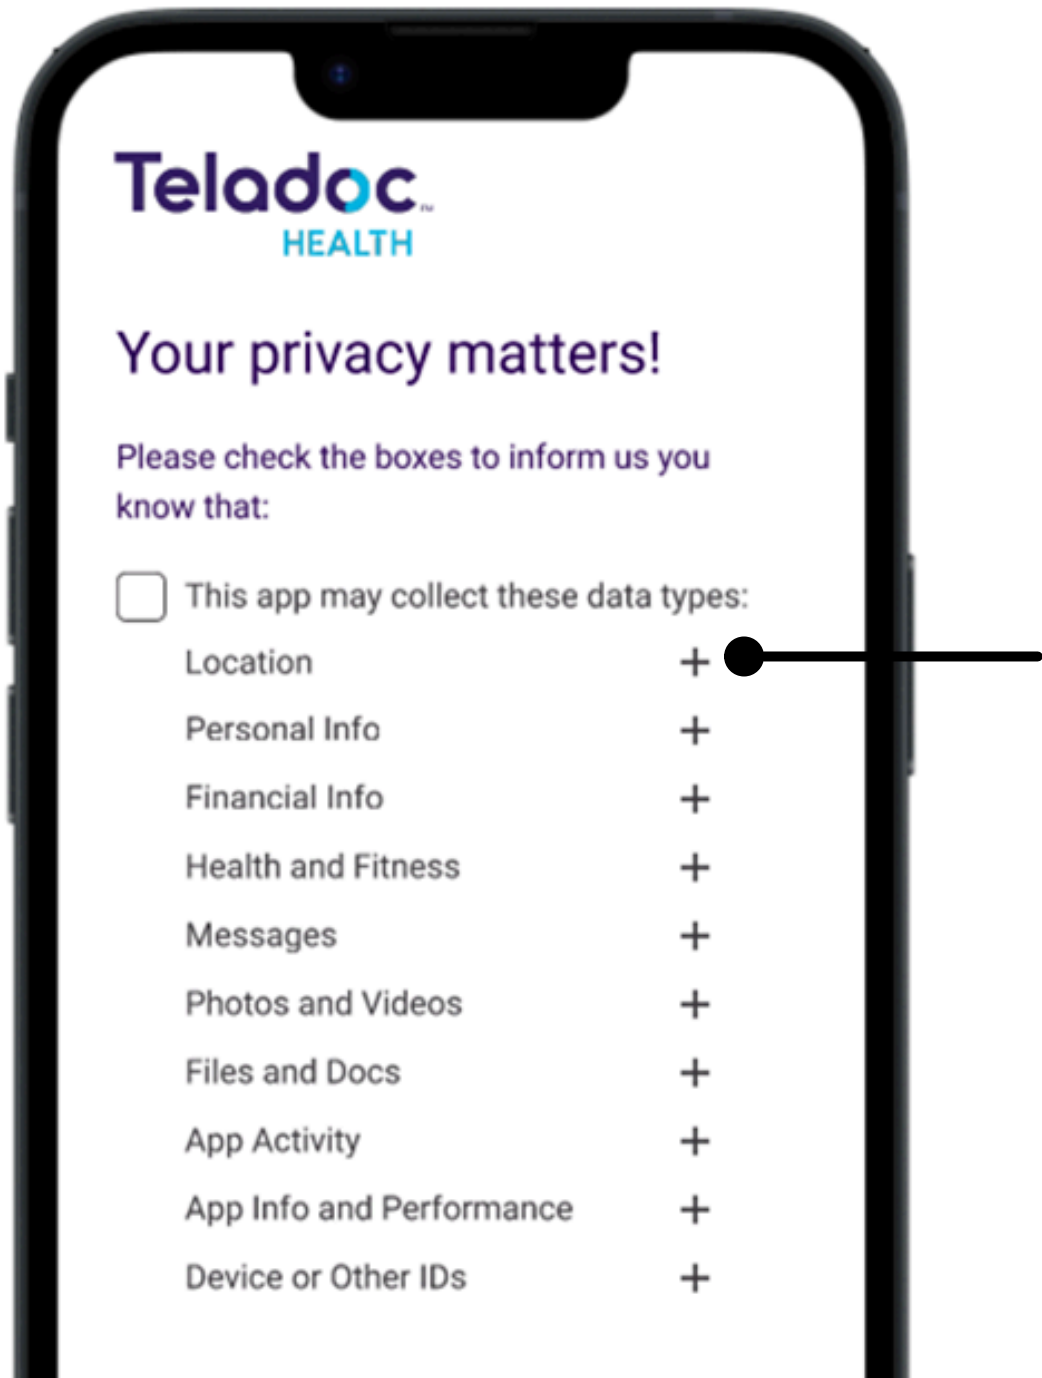 Teladoc™
HEALTH
Your privacy matters!
Please check the boxes to inform us you
know that:
This app may collect these data types:
Location +
Personal Info +
Financial Info +
Health and Fitness +
Messages +
Photos and Videos +
Files and Docs +
App Activity +
App Info and Performance +
Device or Other IDs +